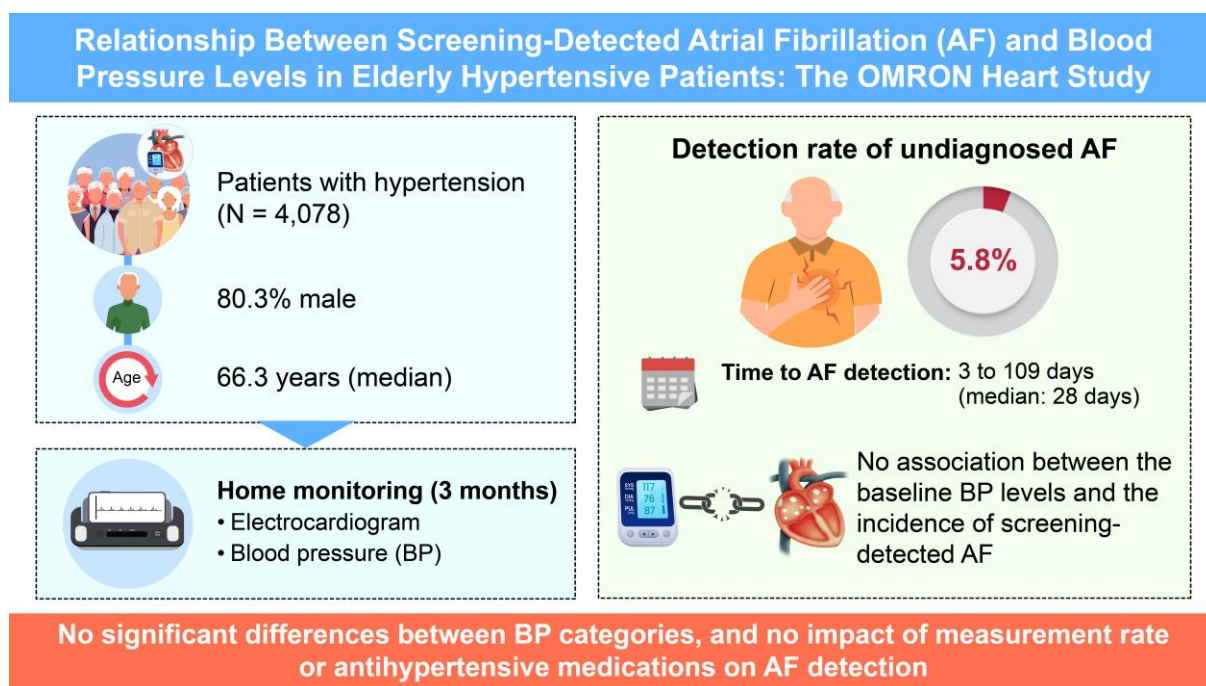 Relationship Between Screening-Detected Atrial Fibrillation (AF) and Blood
Pressure Levels in Elderly Hypertensive Patients: The OMRON Heart Study
Patients with hypertension
(N = 4,078)
80.3% male
Age
66.3 years (median)
Home monitoring (3 months)
• Electrocardiogram
• Blood pressure (BP)
Detection rate of undiagnosed AF
5.8%
Time to AF detection: 3 to 109 days
(median: 28 days)
SYS 117
DIA 76
PUL 87
No association between the
baseline BP levels and the
incidence of screening-
detected AF
No significant differences between BP categories, and no impact of measurement rate
or antihypertensive medications on AF detection